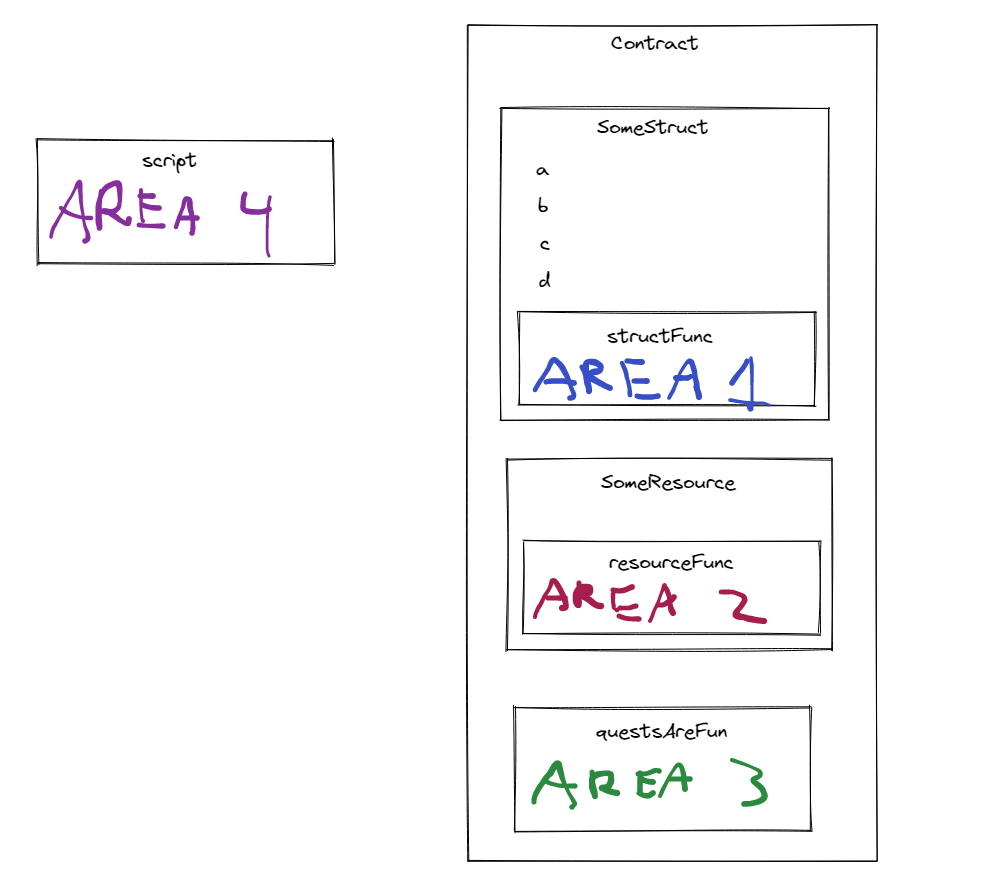 script
AREA 4
Contract
SomeStruct
a
b
c
d
structFunc
AREA 1
SomeResource
resourceFunc
AREA 2
questsAreFun
AREA 3